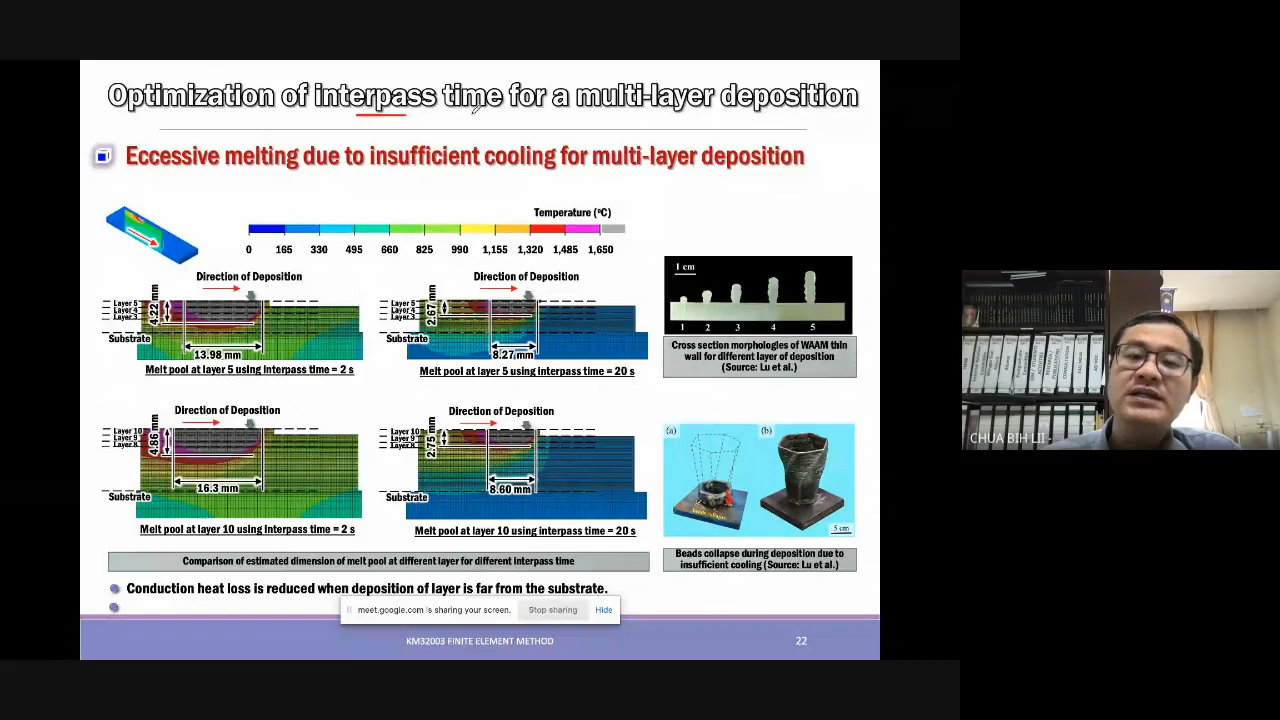 Optimization of interpass time for a multi-layer deposition
Eccessive melting due to insufficient cooling for multi-layer deposition
Temperature (°C)
0 165 330 495 660 825 990 1,155 1,320 1,485 1,650
Direction of Deposition
Layer 5
Layer 4
Layer 3
4.22 mm
Substrate
13.98 mm
Melt pool at layer 5 using interpass time = 2 s
Direction of Deposition
Layer 5
Layer 4
Layer 3
2.67 mm
Substrate
8.27 mm
Melt pool at layer 5 using interpass time = 20 s
1 cm
1 2 3 4 5
Cross section morphologies of WAAM thin
wall for different layer of deposition
(Source: Lu et al.)
Direction of Deposition
Layer 10
Layer 9
Layer 8
4.86 mm
16.3 mm
Substrate
Melt pool at layer 10 using interpass time = 2 s
Direction of Deposition
Layer 10
Layer 9
Layer 8
2.75 mm
8.60 mm
Substrate
Melt pool at layer 10 using interpass time = 20 s
(a) (b)
beads collapse
5 cm
Beads collapse during deposition due to
insufficient cooling (Source: Lu et al.)
Comparison of estimated dimension of melt pool at different layer for different interpass time
Conduction heat loss is reduced when deposition of layer is far from the substrate.
meet.google.com is sharing your screen. Stop sharing Hide
KM32003 FINITE ELEMENT METHOD 22
CHUA BIH LII -